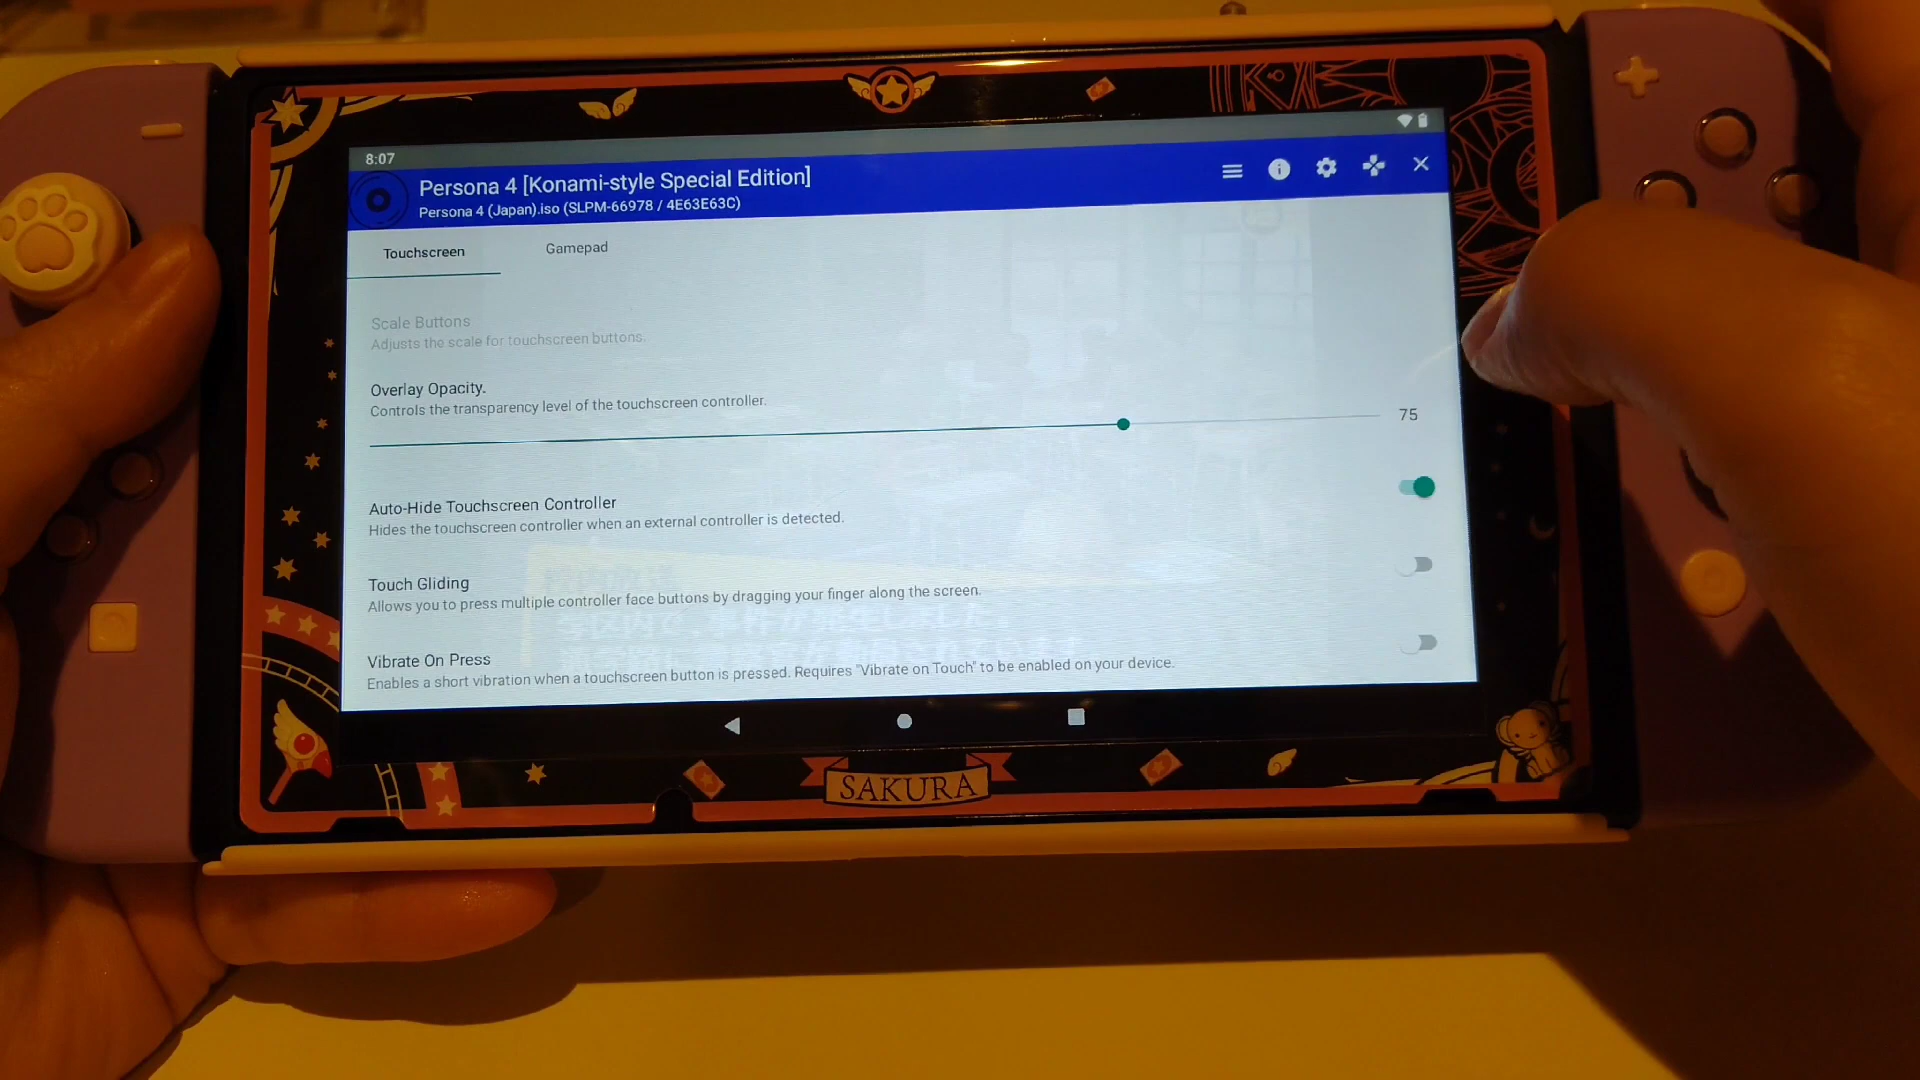 8:07
Persona 4 [Konami-style Special Edition]
Persona 4 (Japan).iso (SLPM-66978 / 4E63E63C)
Touchscreen
Gamepad
Scale Buttons
Adjusts the scale for touchscreen buttons.
Overlay Opacity.
Controls the transparency level of the touchscreen controller.
75
Auto-Hide Touchscreen Controller
Hides the touchscreen controller when an external controller is detected.
Touch Gliding
Allows you to press multiple controller face buttons by dragging your finger along the screen.
Vibrate On Press
Enables a short vibration when a touchscreen button is pressed. Requires "Vibrate on Touch" to be enabled on your device.
SAKURA